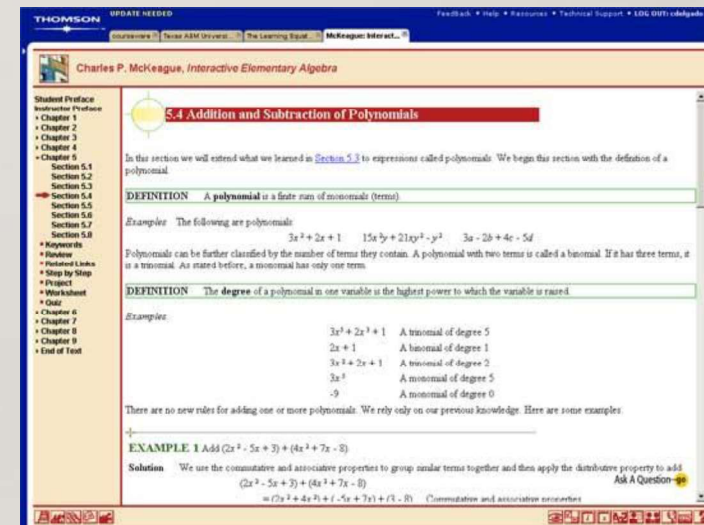 THOMSON
UPDATE NEEDED
Feedback • Help • Resources • Technical Support • LOG OUT: cdelgado
courseware
Texas A&M Universi...
The Learning Equat...
McKeague: Interact...
Charles P. McKeague, Interactive Elementary Algebra
Student Preface
Instructor Preface
Chapter 1
Chapter 2
Chapter 3
Chapter 4
Chapter 5
Section 5.1
Section 5.2
Section 5.3
Section 5.4
Section 5.5
Section 5.6
Section 5.7
Section 5.8
Keywords
Review
Related Links
Step by Step
Project
Worksheet
Quiz
Chapter 6
Chapter 7
Chapter 8
Chapter 9
End of Text
5.4 Addition and Subtraction of Polynomials
In this section we will extend what we learned in Section 5.3 to expressions called polynomials. We begin this section with the definition of a
polynomial.
DEFINITION A polynomial is a finite sum of monomials (terms).
Examples The following are polynomials:
3x² + 2x + 1 15x²y + 21xy² - y² 3a - 2b + 4c - 5d
Polynomials can be further classified by the number of terms they contain. A polynomial with two terms is called a binomial. If it has three terms, it
is a trinomial. As stated before, a monomial has only one term.
DEFINITION The degree of a polynomial in one variable is the highest power to which the variable is raised.
Examples
3x⁵ + 2x³ + 1 A trinomial of degree 5
2x + 1 A binomial of degree 1
3x² + 2x + 1 A trinomial of degree 2
3x⁵ A monomial of degree 5
-9 A monomial of degree 0
There are no new rules for adding one or more polynomials. We rely only on our previous knowledge. Here are some examples.
EXAMPLE 1 Add (2x² - 5x + 3) + (4x² + 7x - 8)
Solution We use the commutative and associative properties to group similar terms together and then apply the distributive property to add
(2x² - 5x + 3) + (4x² + 7x - 8)
= (2x² + 4x²) + (-5x + 7x) + (3 - 8) Commutative and associative properties
Ask A Question go